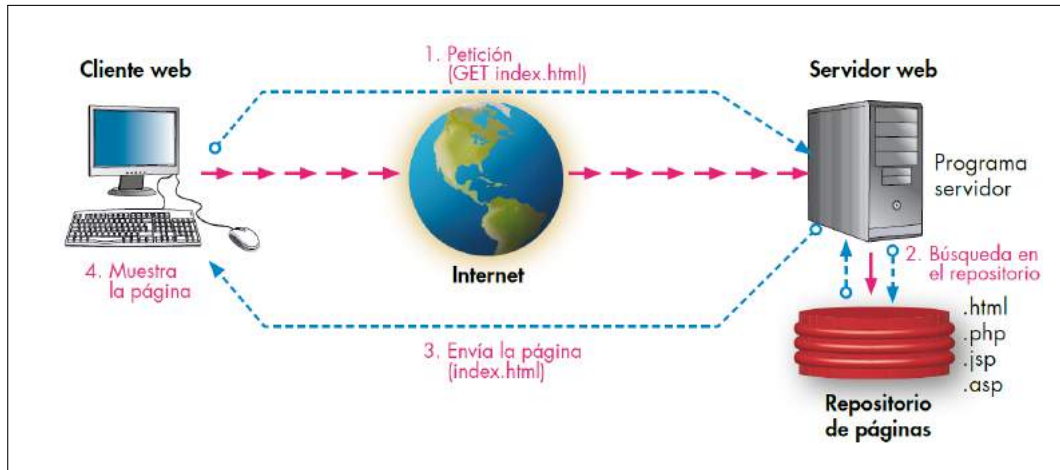 Cliente web
1. Petición
(GET index.html)
Servidor web
Programa
servidor
Internet
4. Muestra
la página
2. Búsqueda en
el repositorio
3. Envía la página
(index.html)
.html
.php
.jsp
.asp
Repositorio
de páginas